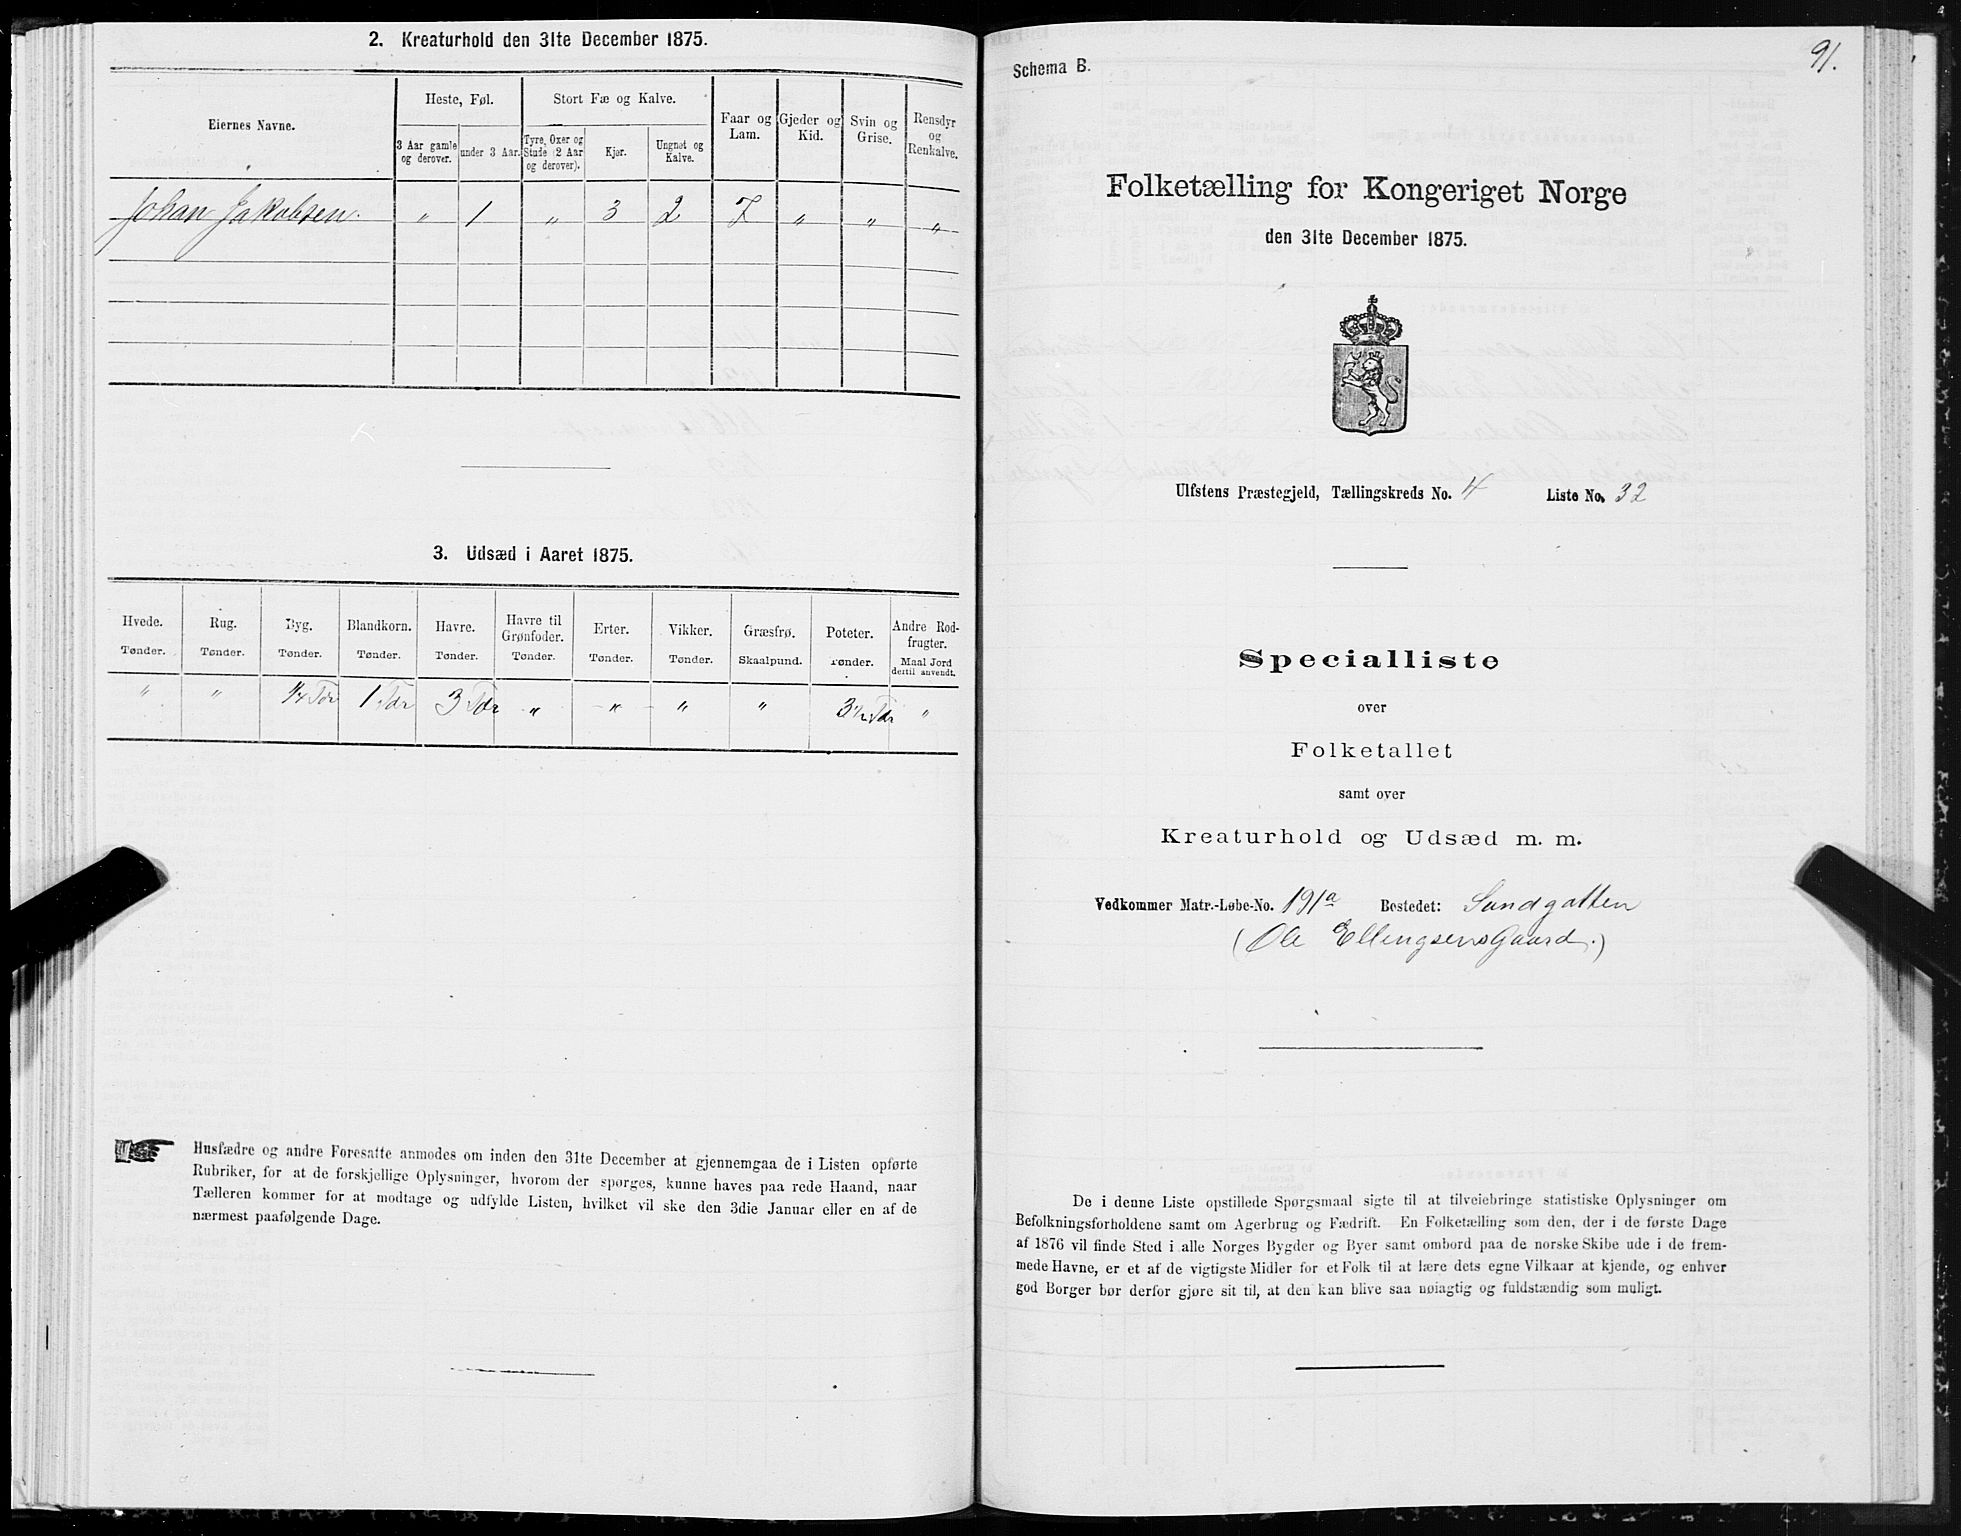 2. Kreaturhold den 31te December 1875.
Eiernes Navne.
Heste, Føl.
Stort Fæ og Kalve.
Faar og Lam.
Gjeder og Kid.
Svin og Grise.
Rensdyr og Renkalve.
3 Aar gamle og derover.
under 3 Aar.
Tyre, Oxer og Stude (2 Aar og derover).
Kjør.
Ungnøt og Kalve.
Johan Jakobsen. " 1 " 3 2 7 " " "
3. Udsæd i Aaret 1875.
Hvede. Rug. Byg. Blandkorn. Havre. Havre til Grønfoder. Erter. Vikker. Græsfrø. Poteter. Andre Rodfrugter.
Tønder. Tønder. Tønder. Tønder. Tønder. Tønder. Tønder. Tønder. Skaalpund. Tønder. Maal Jord dertil anvendt.
" " 1/4 Tdr 1 Tdr 3 Tdr " " " " 3 1/2 Tdr "
Husfædre og andre Foresatte anmodes om inden den 31te December at gjennemgaa de i Listen opførte
Rubriker, for at de forskjellige Oplysninger, hvorom der spørges, kunne haves paa rede Haand, naar
Tælleren kommer for at modtage og udfylde Listen, hvilket vil ske den 3die Januar eller en af de
nærmest paafølgende Dage.
91.
Schema B.
Folketælling for Kongeriget Norge
den 31te December 1875.
Ulfstens Præstegjeld, Tællingskreds No. 4 Liste No. 32
Specialliste
over
Folketallet
samt over
Kreaturhold og Udsæd m. m.
Vedkommer Matr.-Løbe-No. 191a Bostedet: Sundgotten
(Ole Ellingsens Gaard.)
De i denne Liste opstillede Spørgsmaal sigte til at tilveiebringe statistiske Oplysninger om
Befolkningsforholdene samt om Agerbrug og Fædrift. En Folketælling som den, der i de første Dage
af 1876 vil finde Sted i alle Norges Bygder og Byer samt ombord paa de norske Skibe ude i de frem-
mede Havne, er et af de vigtigste Midler for et Folk til at lære dets egne Vilkaar at kjende, og enhver
god Borger bør derfor gjøre sit til, at den kan blive saa nøiagtig og fuldstændig som muligt.